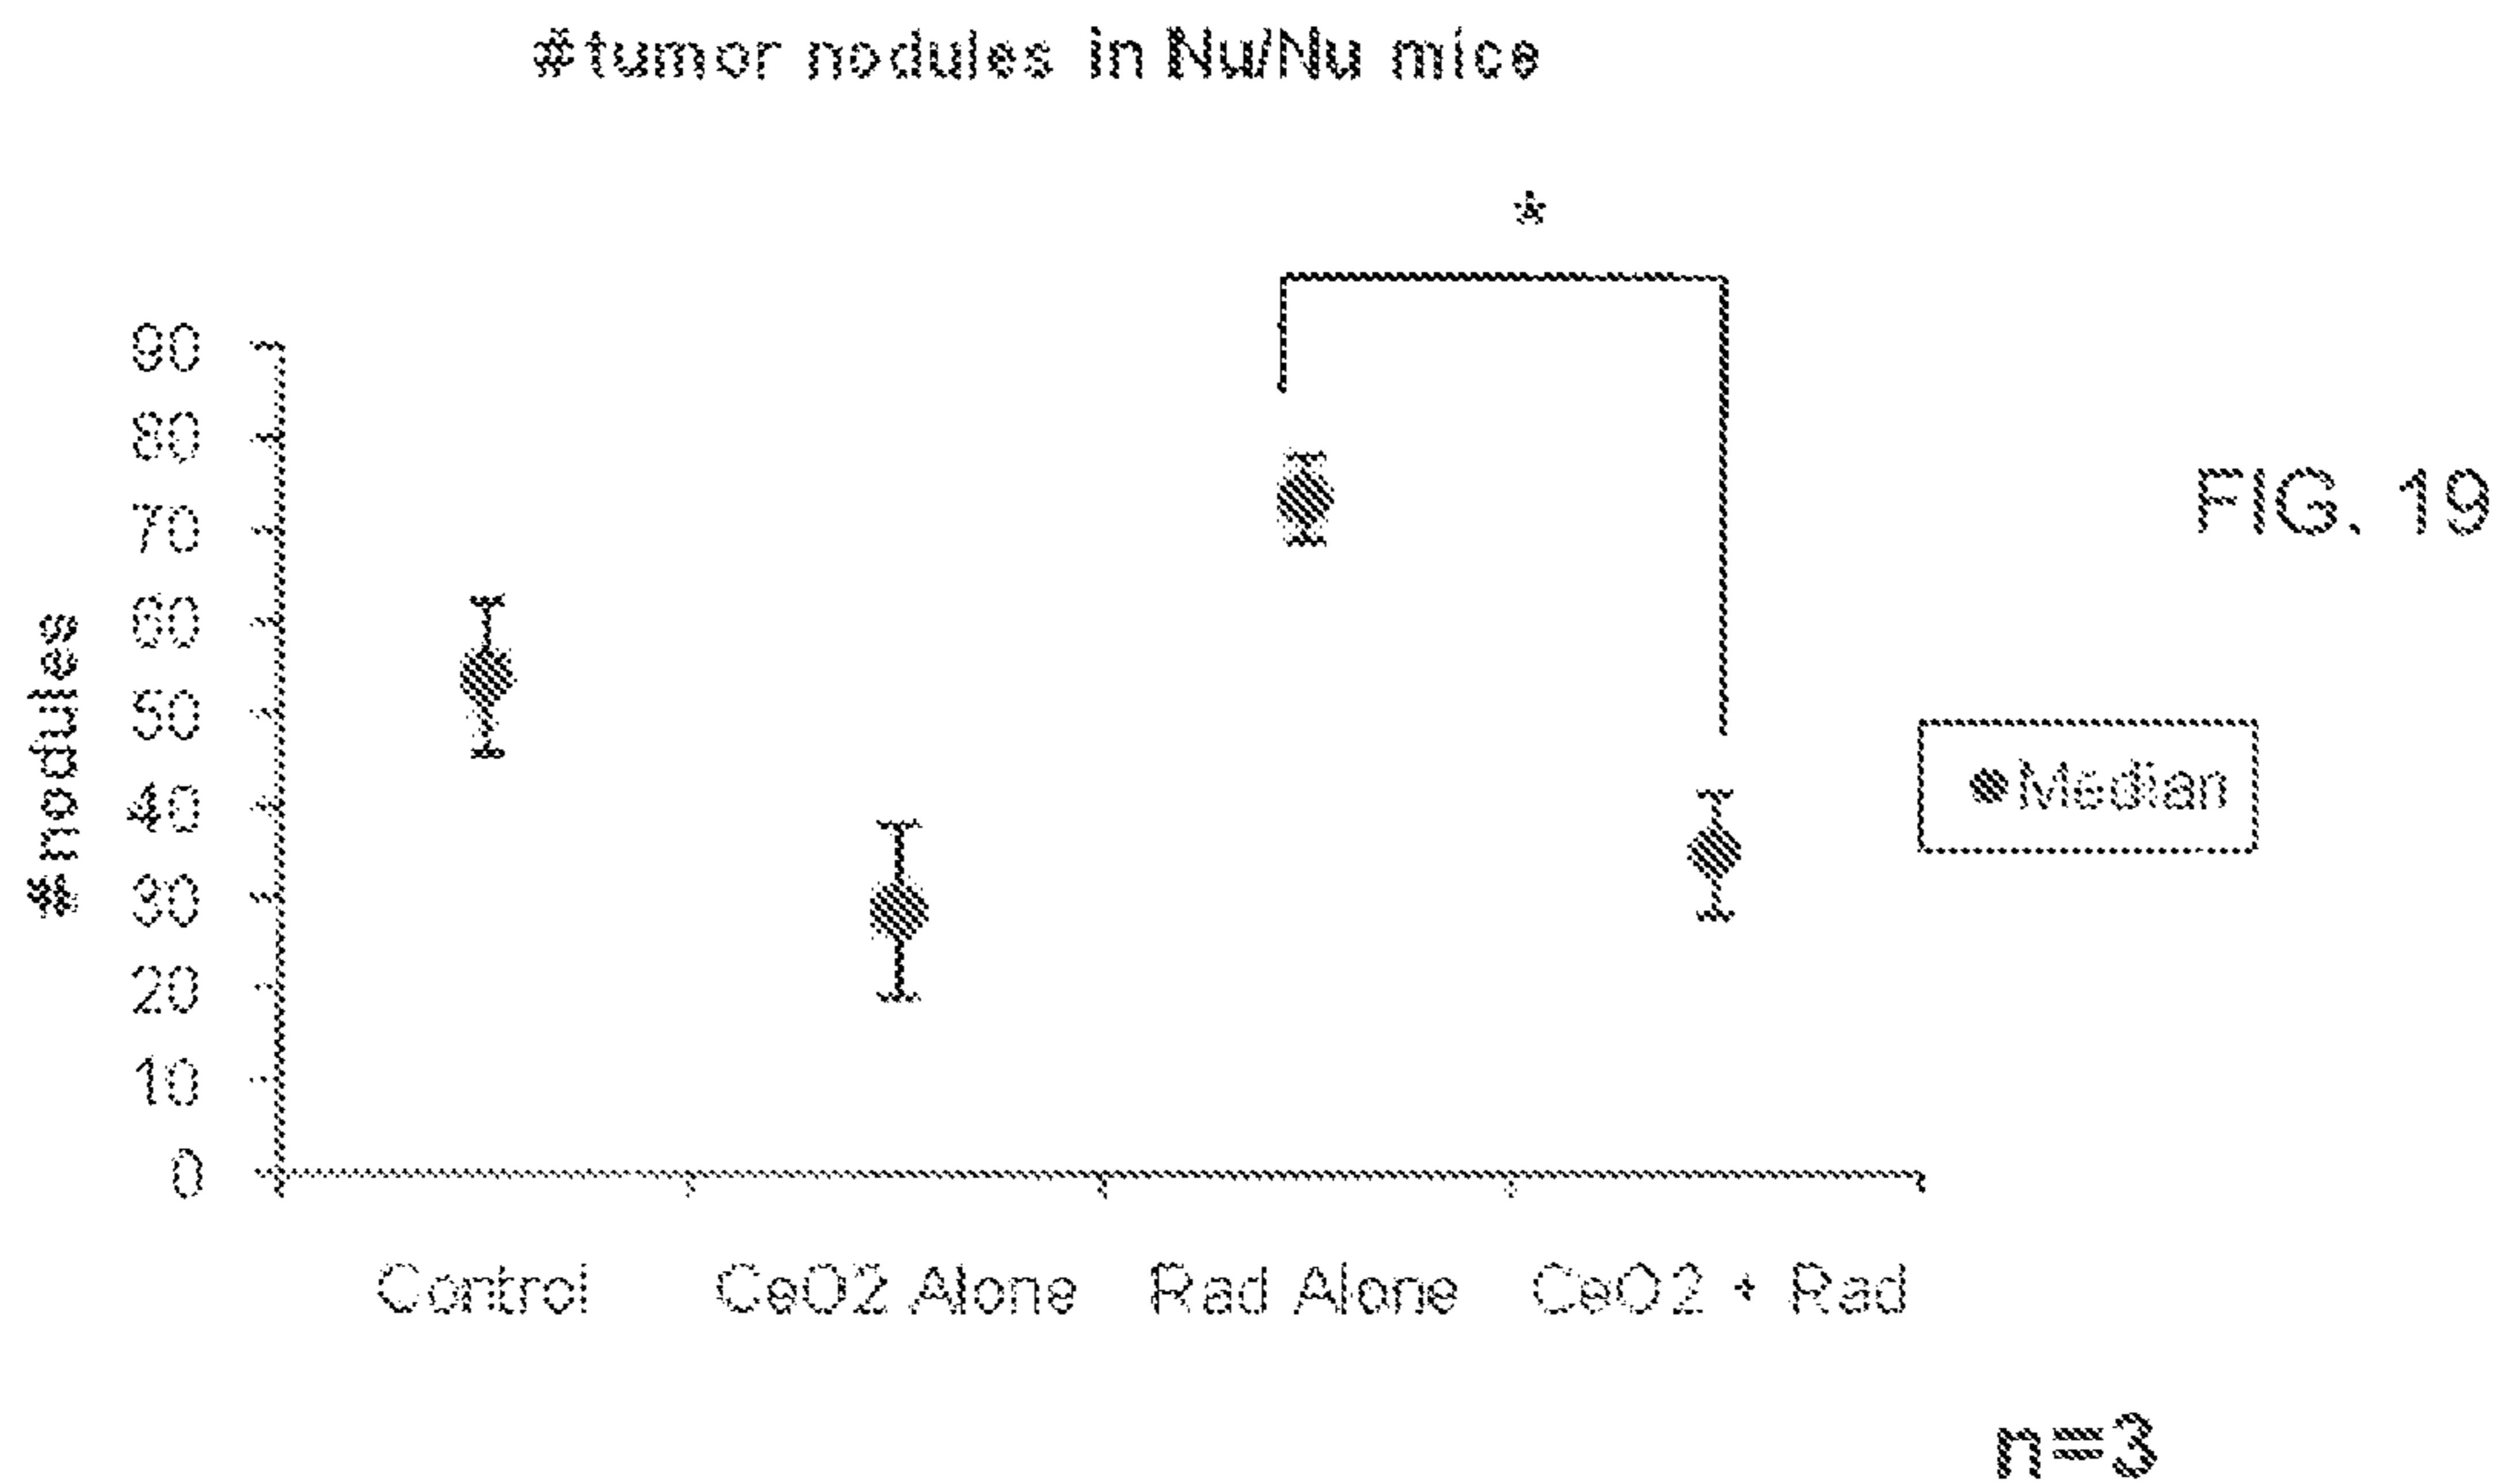 #tumor nodules in Nu/Nu mice
*
90
80
70
60
50
40
30
20
10
0
# nodules
FIG. 19
Median
Control
CeO2 Alone
Rad Alone
CeO2 + Rad
n=3